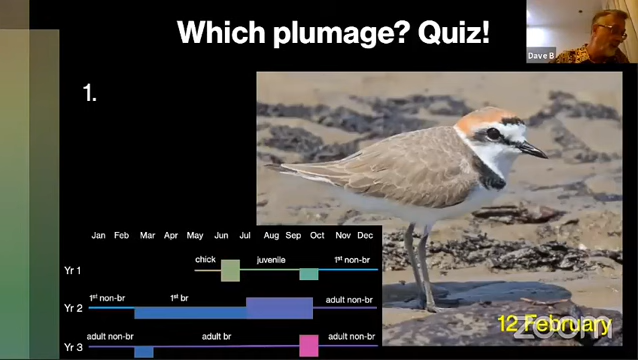 Which plumage? Quiz!
Dave B
1.
Jan Feb Mar Apr May Jun Jul Aug Sep Oct Nov Dec
chick juvenile 1st non-br
Yr 1
1st non-br 1st br adult non-br
Yr 2
adult non-br adult br adult non-br
Yr 3
12 February
zoom